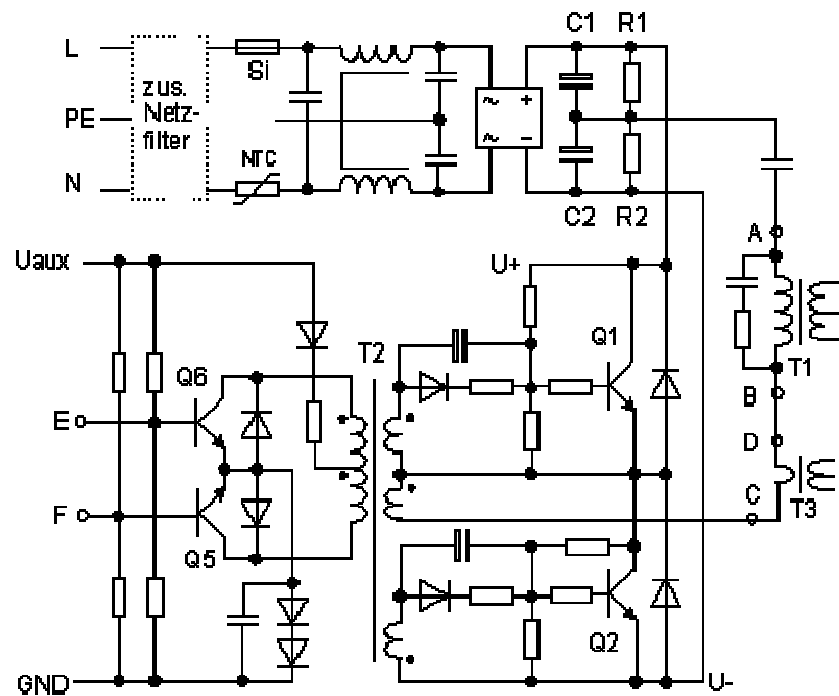 C1 R1
L
Si
zus.
Netz-
filter
PE
NTC
N
C2 R2
A
Uaux
U+
T2
Q1
Q6
T1
B
E
D
C
F
T3
Q5
Q2
GND
U-